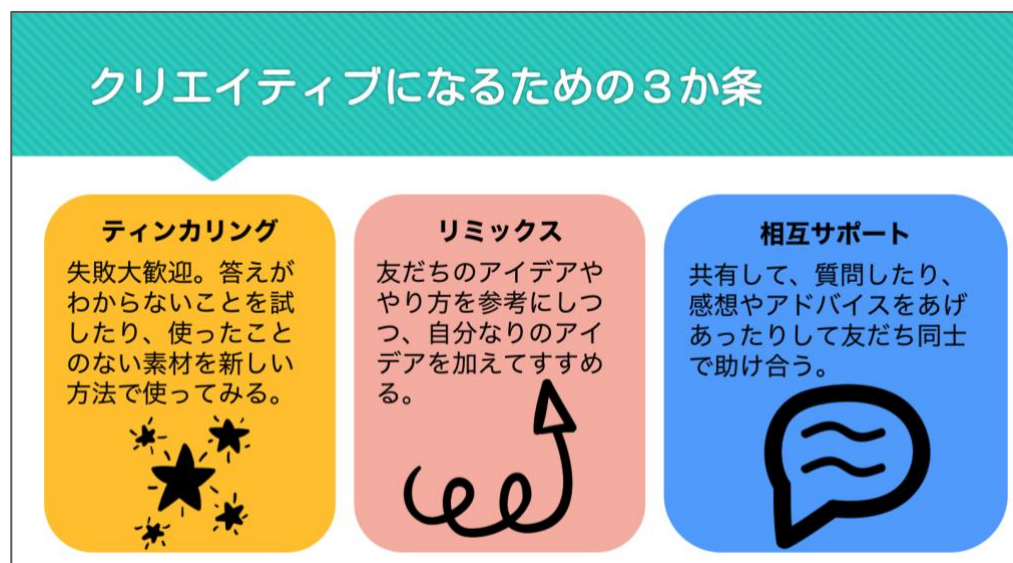 クリエイティブになるための３か条
ティンカリング
失敗大歓迎。答えが
わからないことを試
したり、使ったこと
のない素材を新しい
方法で使ってみる。
リミックス
友だちのアイデアや
やり方を参考にしつ
つ、自分なりのアイ
デアを加えてすすめ
る。
相互サポート
共有して、質問したり、
感想やアドバイスをあげ
あったりして友だち同士
で助け合う。